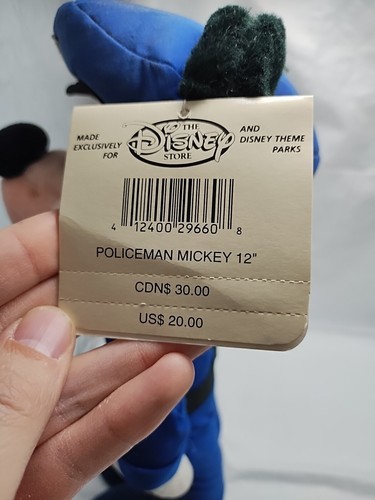 MADE
EXCLUSIVELY
FOR
THE
DISNEY
STORE
AND
DISNEY THEME
PARKS
4 12400 29660 8
POLICEMAN MICKEY 12"
CDN$ 30.00
US$ 20.00